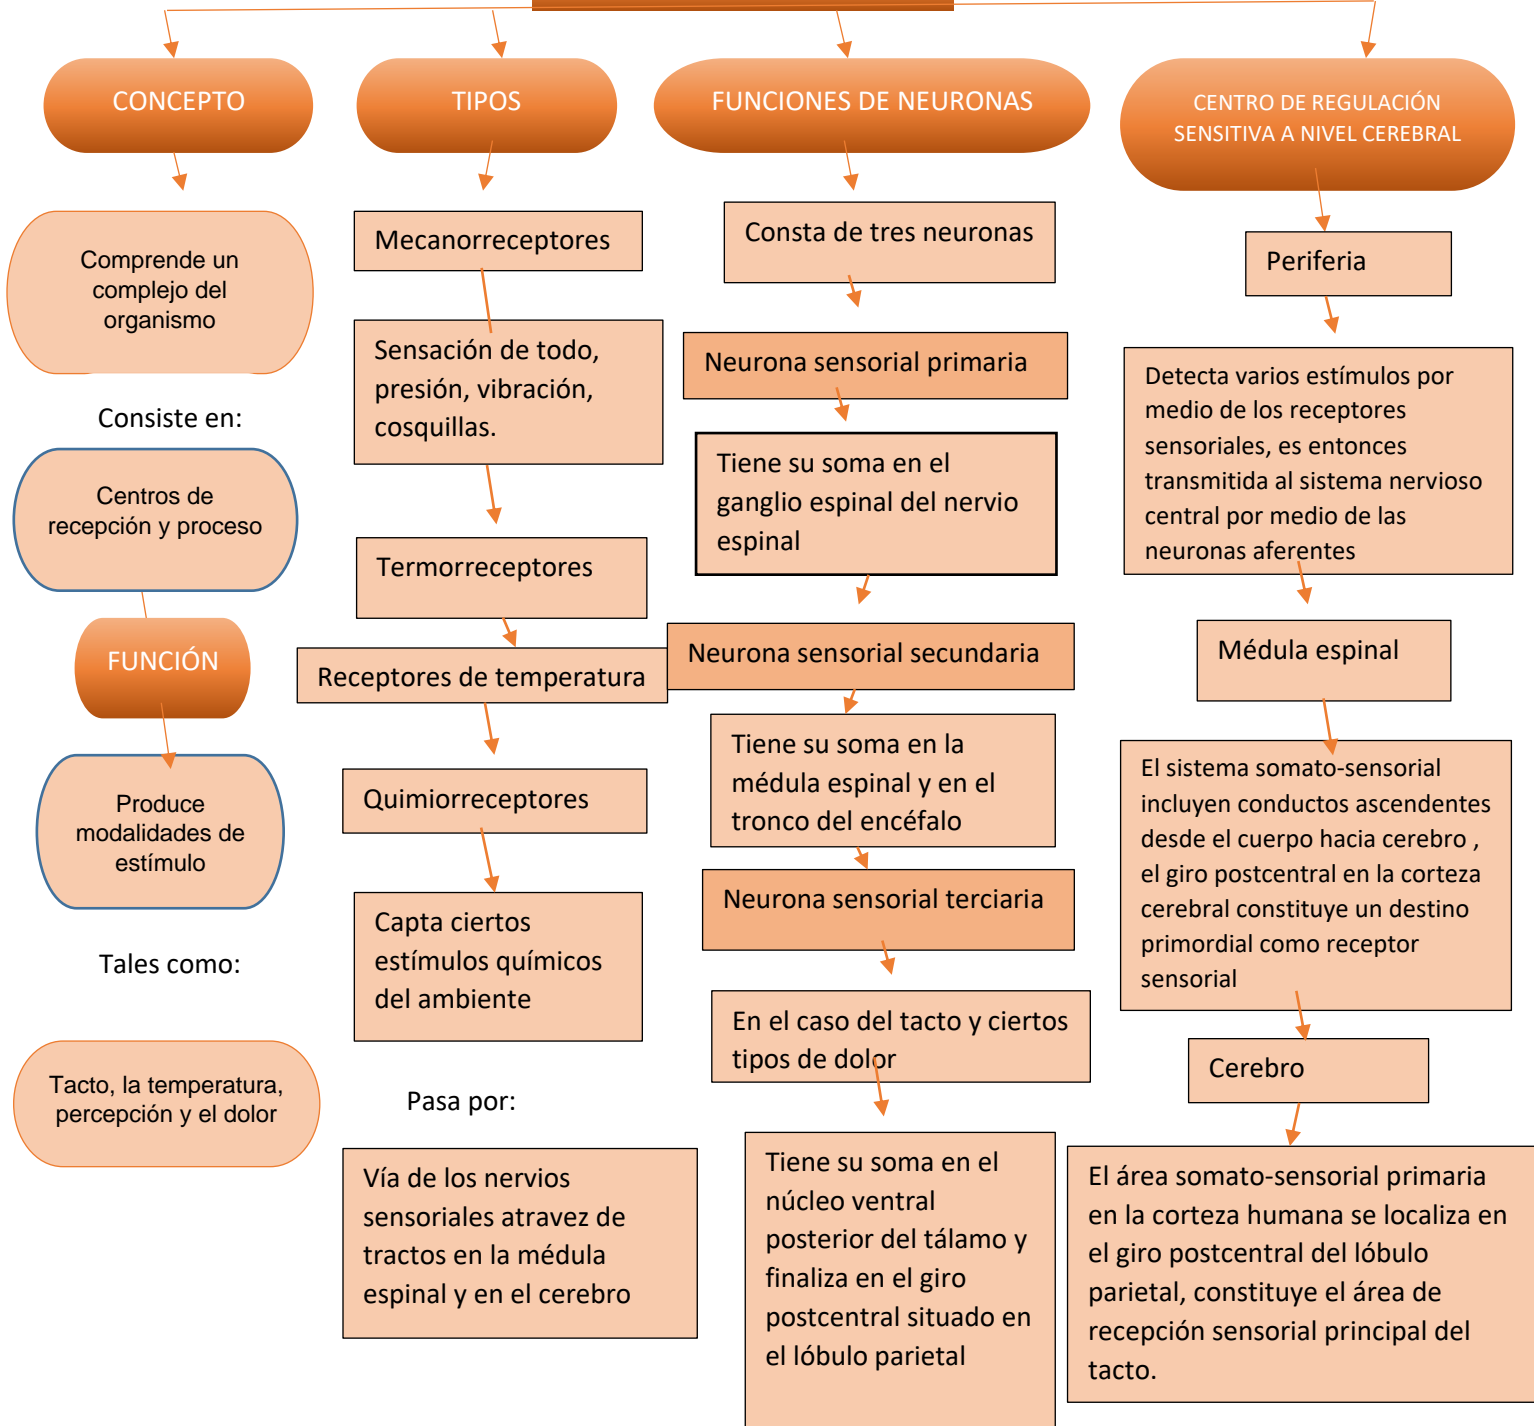 CONCEPTO
Comprende un
complejo del
organismo
Consiste en:
Centros de
recepción y proceso
FUNCIÓN
Produce
modalidades de
estímulo
Tales como:
Tacto, la temperatura,
percepción y el dolor
TIPOS
Mecanorreceptores
Sensación de todo,
presión, vibración,
cosquillas.
Termorreceptores
Receptores de temperatura
Quimiorreceptores
Capta ciertos
estímulos químicos
del ambiente
Pasa por:
Vía de los nervios
sensoriales atravez de
tractos en la médula
espinal y en el cerebro
FUNCIONES DE NEURONAS
Consta de tres neuronas
Neurona sensorial primaria
Tiene su soma en el
ganglio espinal del nervio
espinal
Neurona sensorial secundaria
Tiene su soma en la
médula espinal y en el
tronco del encéfalo
Neurona sensorial terciaria
En el caso del tacto y ciertos
tipos de dolor
Tiene su soma en el
núcleo ventral
posterior del tálamo y
finaliza en el giro
postcentral situado en
el lóbulo parietal
CENTRO DE REGULACIÓN
SENSITIVA A NIVEL CEREBRAL
Periferia
Detecta varios estímulos por
medio de los receptores
sensoriales, es entonces
transmitida al sistema nervioso
central por medio de las
neuronas aferentes
Médula espinal
El sistema somato-sensorial
incluyen conductos ascendentes
desde el cuerpo hacia cerebro ,
el giro postcentral en la corteza
cerebral constituye un destino
primordial como receptor
sensorial
Cerebro
El área somato-sensorial primaria
en la corteza humana se localiza en
el giro postcentral del lóbulo
parietal, constituye el área de
recepción sensorial principal del
tacto.